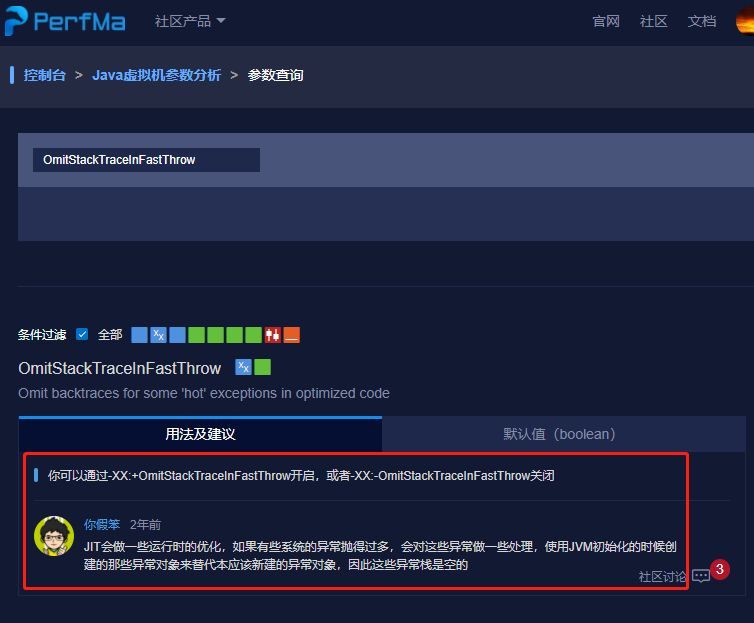 PerfMa 社区产品 官网 社区 文档
控制台 > Java虚拟机参数分析 > 参数查询
OmitStackTraceInFastThrow
条件过滤 全部
OmitStackTraceInFastThrow
Omit backtraces for some 'hot' exceptions in optimized code
用法及建议 默认值（boolean）
你可以通过-XX:+OmitStackTraceInFastThrow开启，或者-XX:-OmitStackTraceInFastThrow关闭
你假笨 2年前
JIT会做一些运行时的优化，如果有些系统的异常抛得过多，会对这些异常做一些处理，使用JVM初始化的时候创
建的那些异常对象来替代本应该新建的异常对象，因此这些异常栈是空的
社区讨论 3